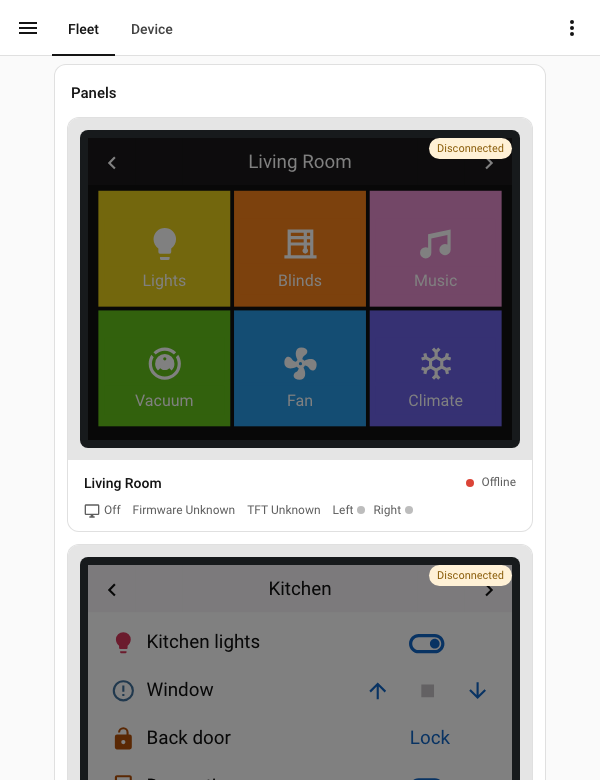 Fleet Device
Panels
Disconnected
Living Room
Lights Blinds Music
Vacuum Fan Climate
Living Room Offline
Off Firmware Unknown TFT Unknown Left Right
Disconnected
Kitchen
Kitchen lights
Window
Back door Lock